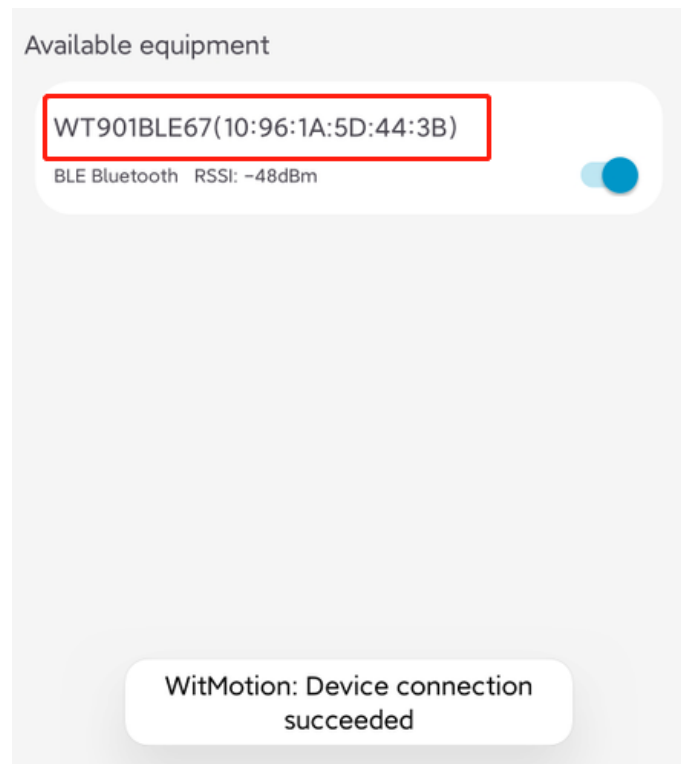 Available equipment
WT901BLE67(10:96:1A:5D:44:3B)
BLE Bluetooth RSSI: -48dBm
WitMotion: Device connection
succeeded